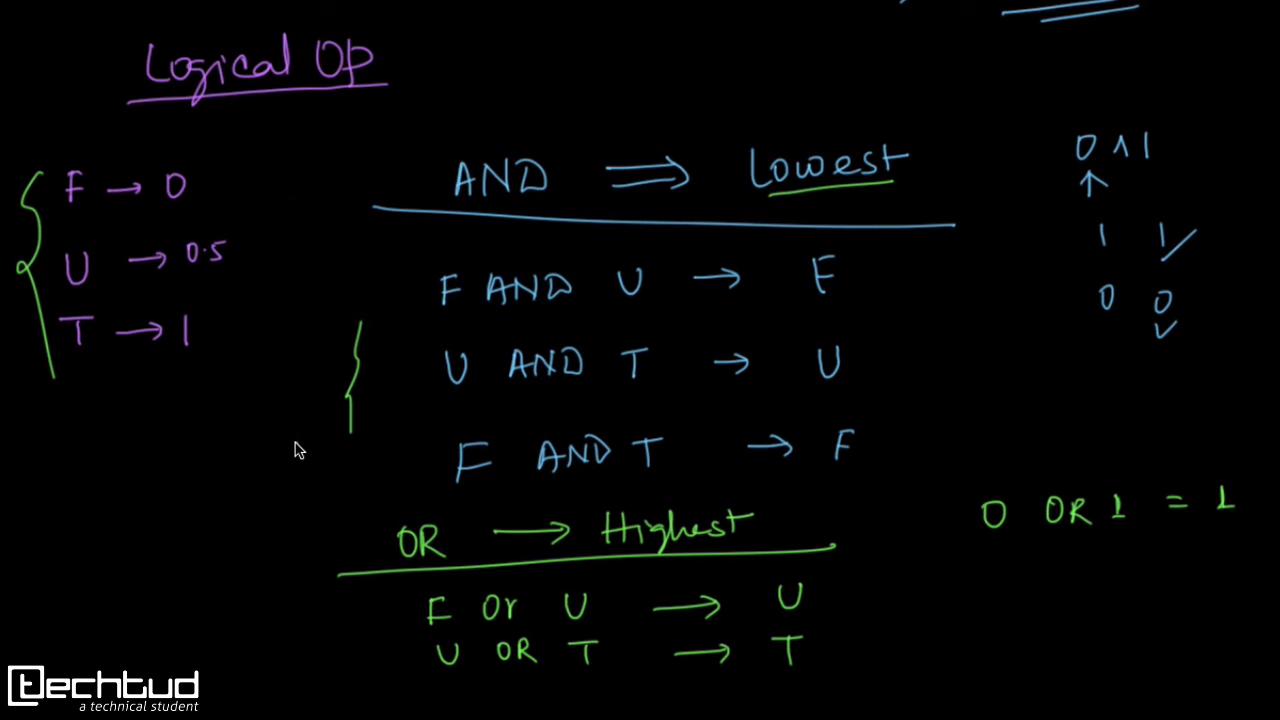 Logical Op
F → 0
U → 0.5
T → 1
AND ⇒ Lowest
F AND U → F
U AND T → U
F AND T → F
OR → Highest
F Or U → U
U OR T → T
0 ∧ 1
↑
1 1
0 0
0 OR 1 = 1
techtud
a technical student